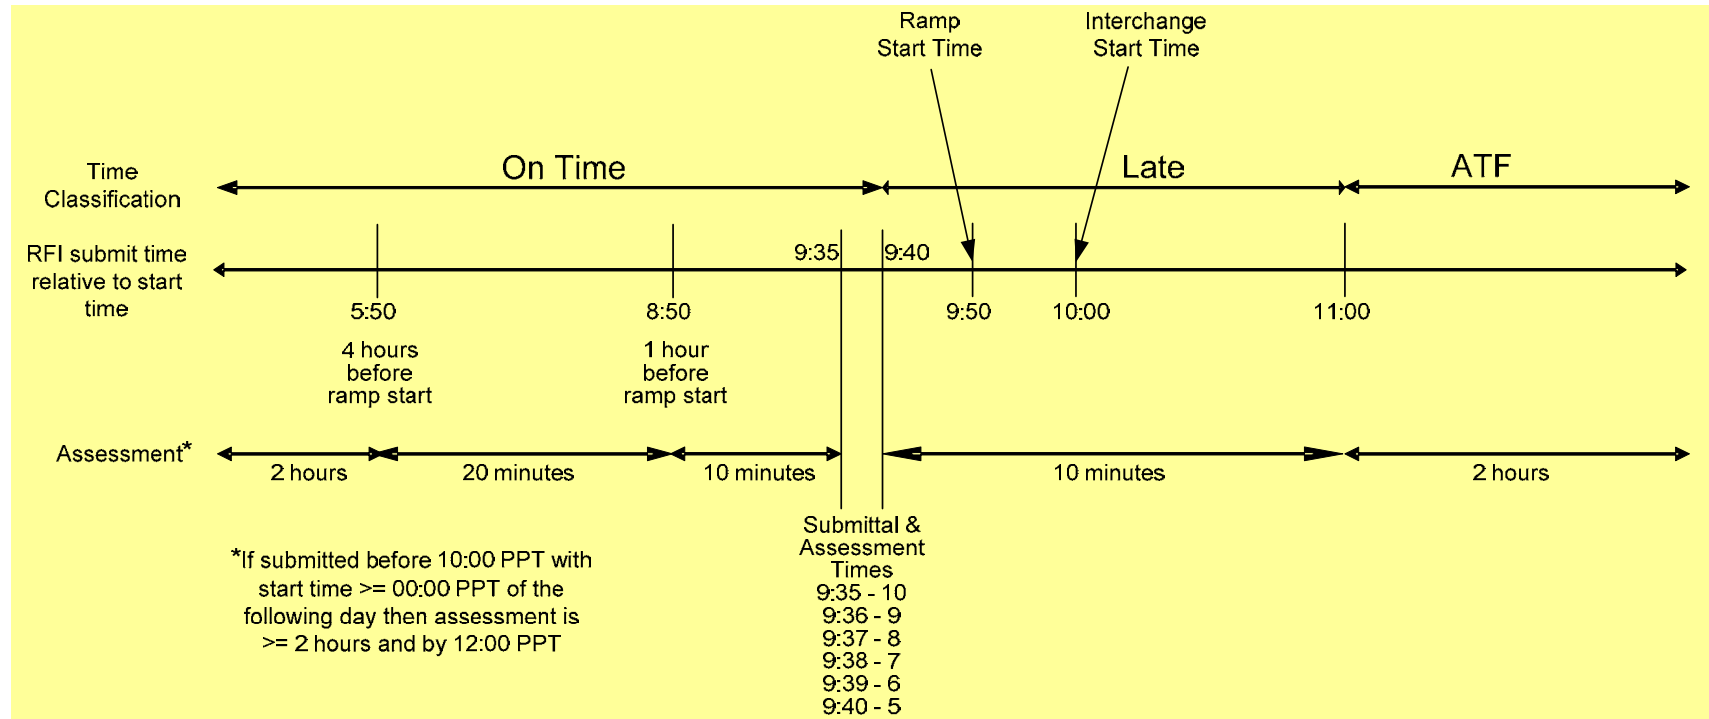 Ramp
Start Time
Interchange
Start Time
Time
Classification
On Time
Late
ATF
RFI submit time
relative to start
time
9:35
9:40
5:50
8:50
9:50
10:00
11:00
4 hours
before
ramp start
1 hour
before
ramp start
Assessment*
2 hours
20 minutes
10 minutes
10 minutes
2 hours
Submittal &
Assessment
Times
9:35 - 10
9:36 - 9
9:37 - 8
9:38 - 7
9:39 - 6
9:40 - 5
*If submitted before 10:00 PPT with
start time >= 00:00 PPT of the
following day then assessment is
>= 2 hours and by 12:00 PPT